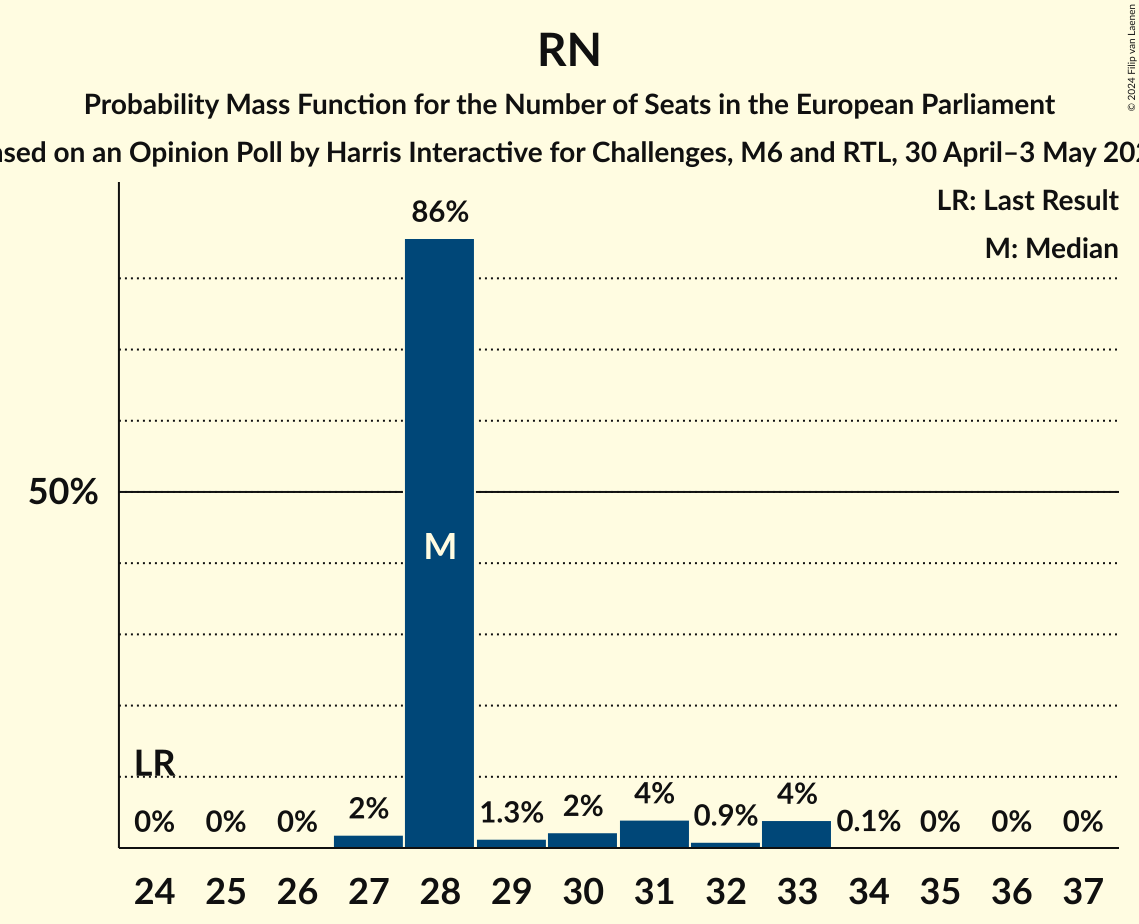 © 2024 Filip van Laenen
RN
Probability Mass Function for the Number of Seats in the European Parliament
on an Opinion Poll by Harris Interactive for Challenges, M6 and RTL, 30 April–3 May
LR: Last Result
M: Median
86%
50%
M
LR
0% 0% 0% 2% 1.3% 2% 4% 0.9% 4% 0.1% 0% 0% 0%
24 25 26 27 28 29 30 31 32 33 34 35 36 37